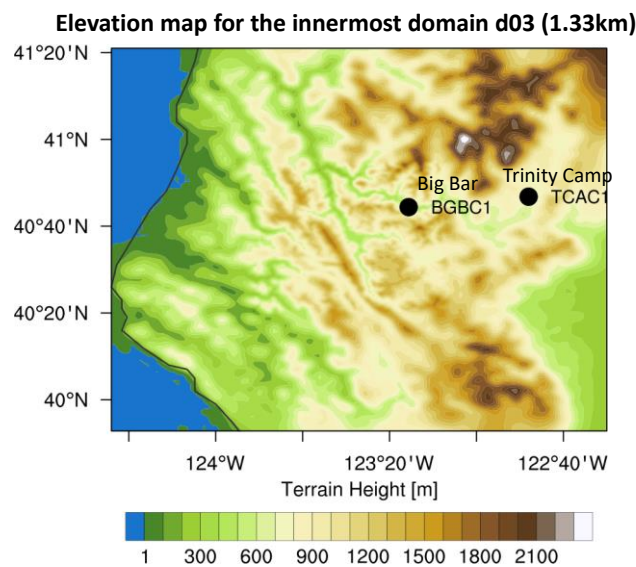 Elevation map for the innermost domain d03 (1.33km)
41°20'N
41°N
40°40'N
40°20'N
40°N
Big Bar
BGBC1
Trinity Camp
TCAC1
124°W
123°20'W
122°40'W
Terrain Height [m]
1
300
600
900
1200
1500
1800
2100